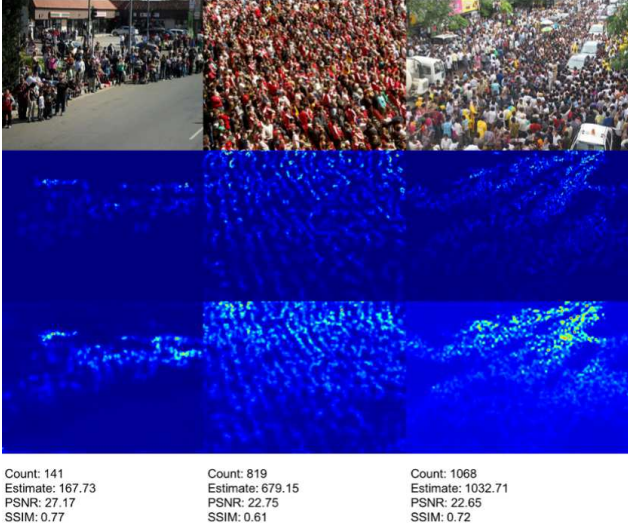 Count: 141
Estimate: 167.73
PSNR: 27.17
SSIM: 0.77
Count: 819
Estimate: 679.15
PSNR: 22.75
SSIM: 0.61
Count: 1068
Estimate: 1032.71
PSNR: 22.65
SSIM: 0.72